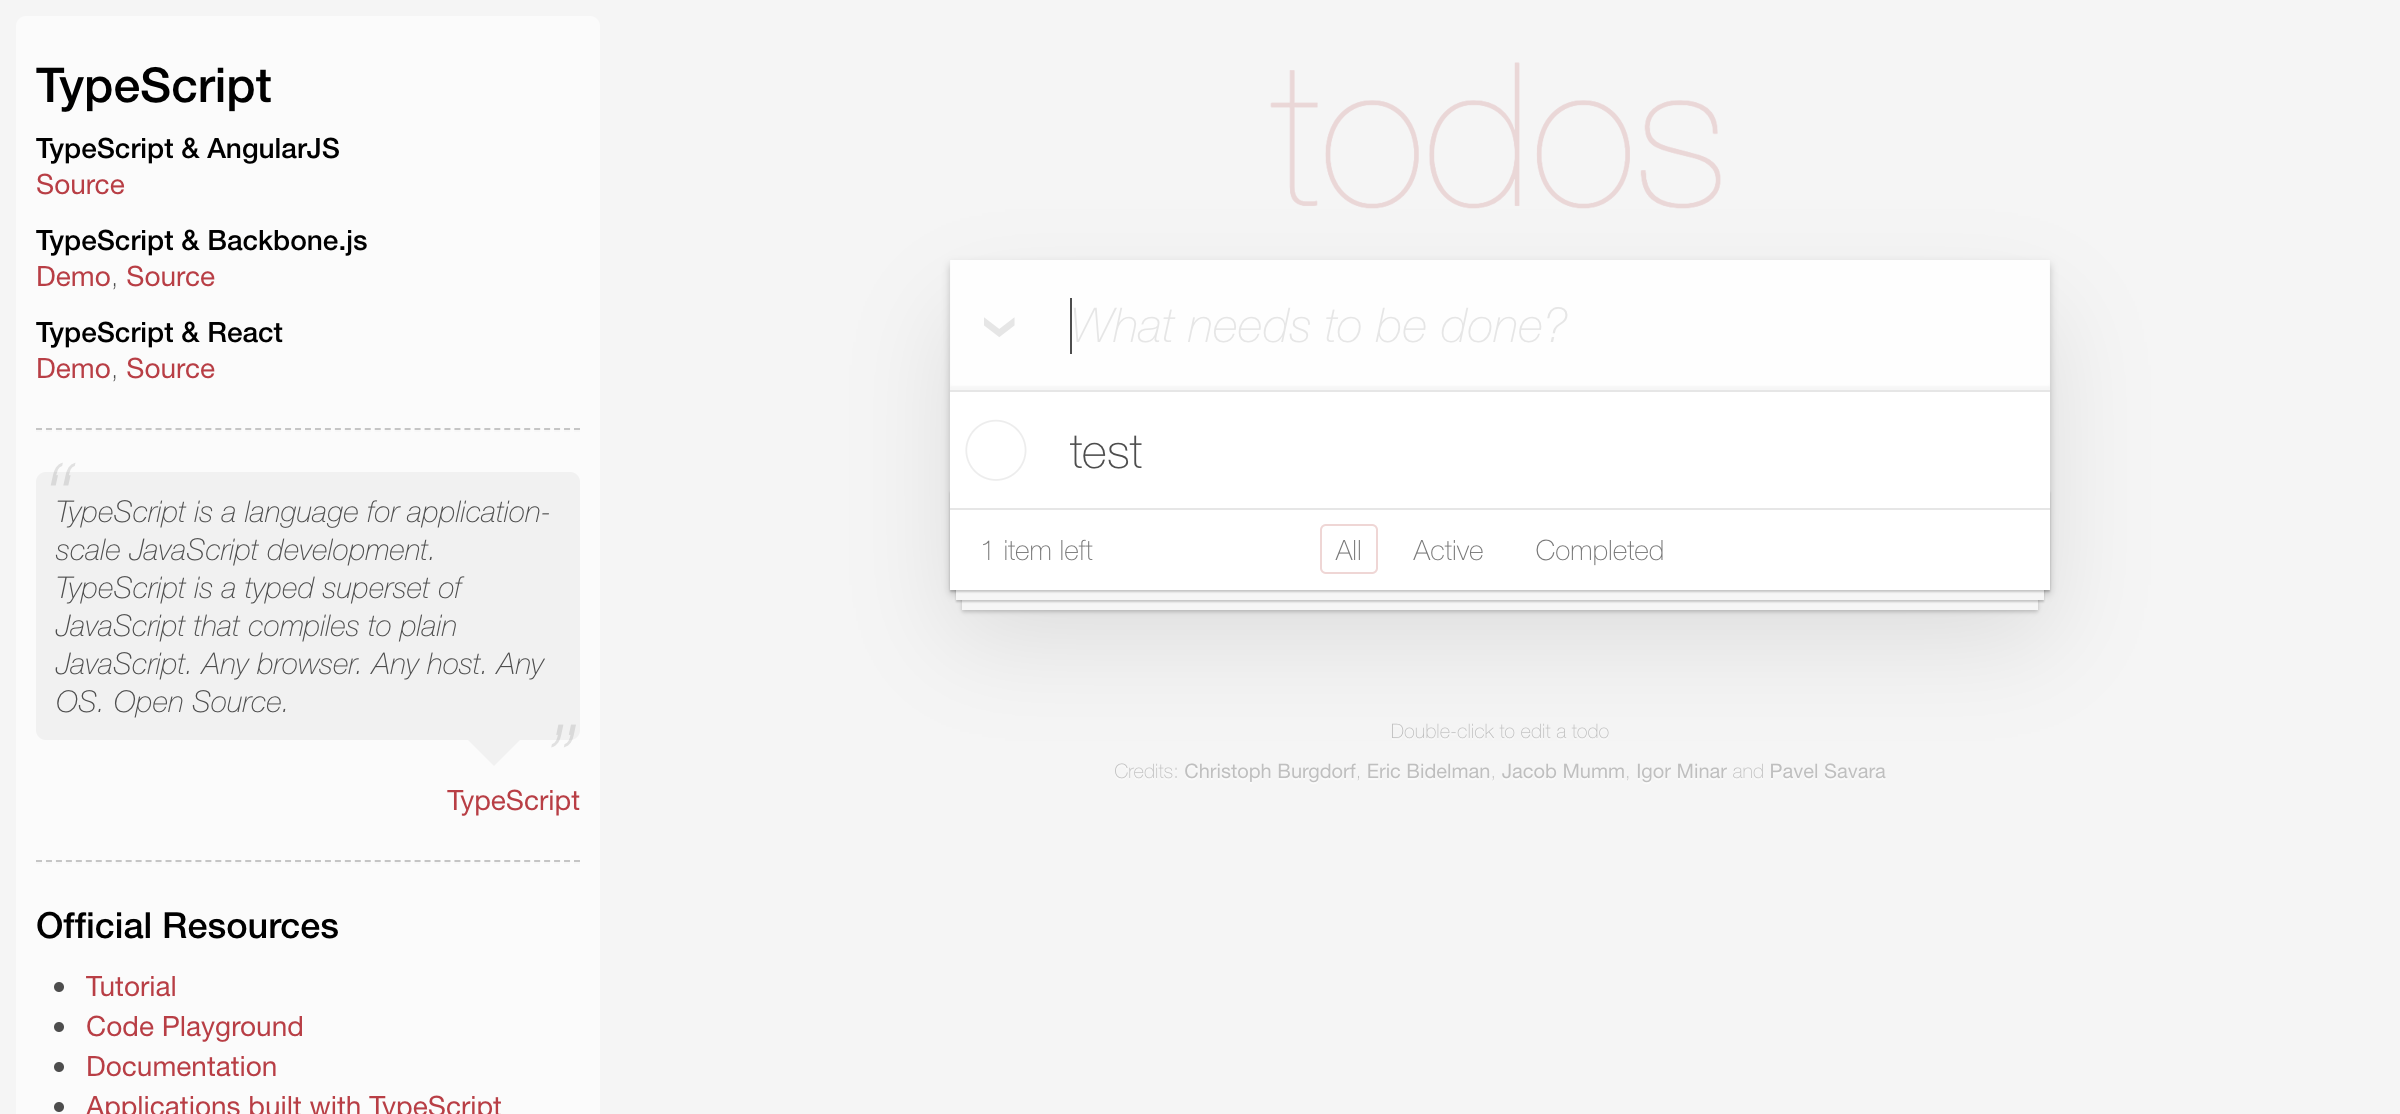 TypeScript
TypeScript & AngularJS
Source
TypeScript & Backbone.js
Demo, Source
TypeScript & React
Demo, Source
“
TypeScript is a language for application-
scale JavaScript development.
TypeScript is a typed superset of
JavaScript that compiles to plain
JavaScript. Any browser. Any host. Any
OS. Open Source.
”
TypeScript
Official Resources
• Tutorial
• Code Playground
• Documentation
• Applications built with TypeScript
todos
What needs to be done?
test
1 item left All Active Completed
Double-click to edit a todo
Credits: Christoph Burgdorf, Eric Bidelman, Jacob Mumm, Igor Minar and Pavel Savara